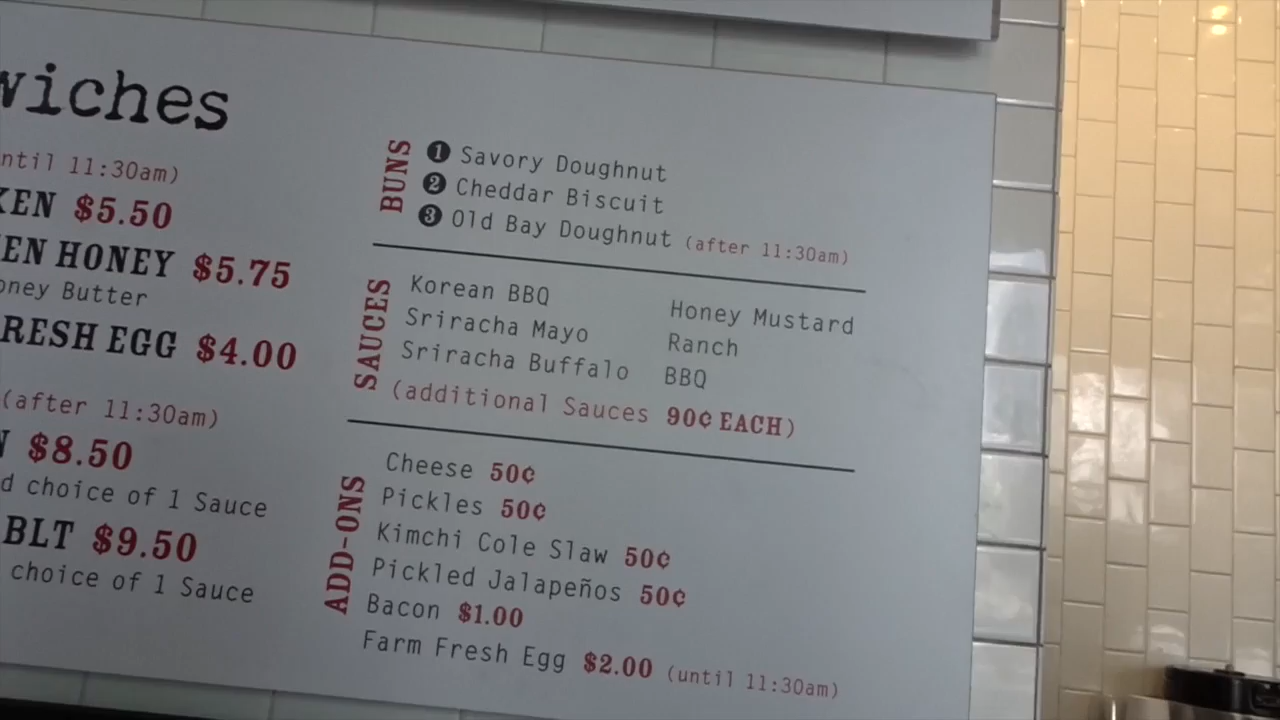 wiches
ntil 11:30am)
KEN $5.50
EN HONEY $5.75
oney Butter
RESH EGG $4.00
(after 11:30am)
N $8.50
d choice of 1 Sauce
BLT $9.50
choice of 1 Sauce
BUNS
1 Savory Doughnut
2 Cheddar Biscuit
3 Old Bay Doughnut (after 11:30am)
SAUCES
Korean BBQ
Sriracha Mayo
Sriracha Buffalo
Honey Mustard
Ranch
BBQ
(additional Sauces 90¢ EACH)
ADD-ONS
Cheese 50¢
Pickles 50¢
Kimchi Cole Slaw 50¢
Pickled Jalapeños 50¢
Bacon $1.00
Farm Fresh Egg $2.00 (until 11:30am)